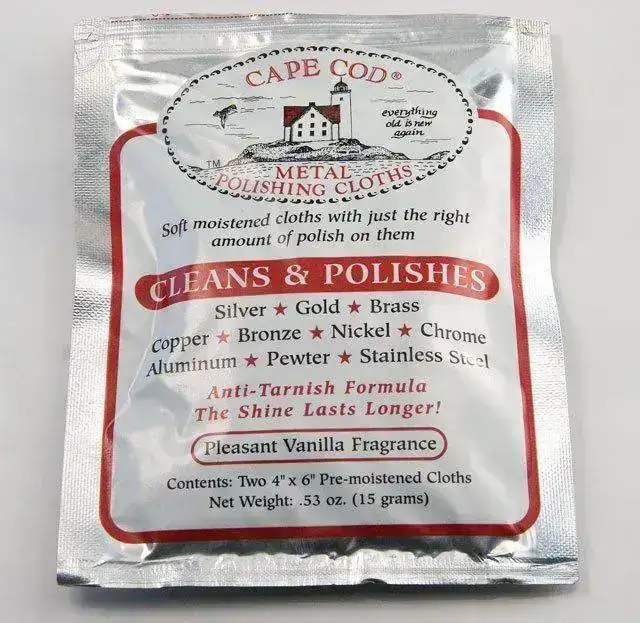 CAPE COD®
everything
old is new
again
TM
METAL
POLISHING CLOTHS
Soft moistened cloths with just the right
amount of polish on them
CLEANS & POLISHES
Silver ★ Gold ★ Brass
Copper ★ Bronze ★ Nickel ★ Chrome
Aluminum ★ Pewter ★ Stainless Steel
Anti-Tarnish Formula
The Shine Lasts Longer!
Pleasant Vanilla Fragrance
Contents: Two 4" x 6" Pre-moistened Cloths
Net Weight: .53 oz. (15 grams)